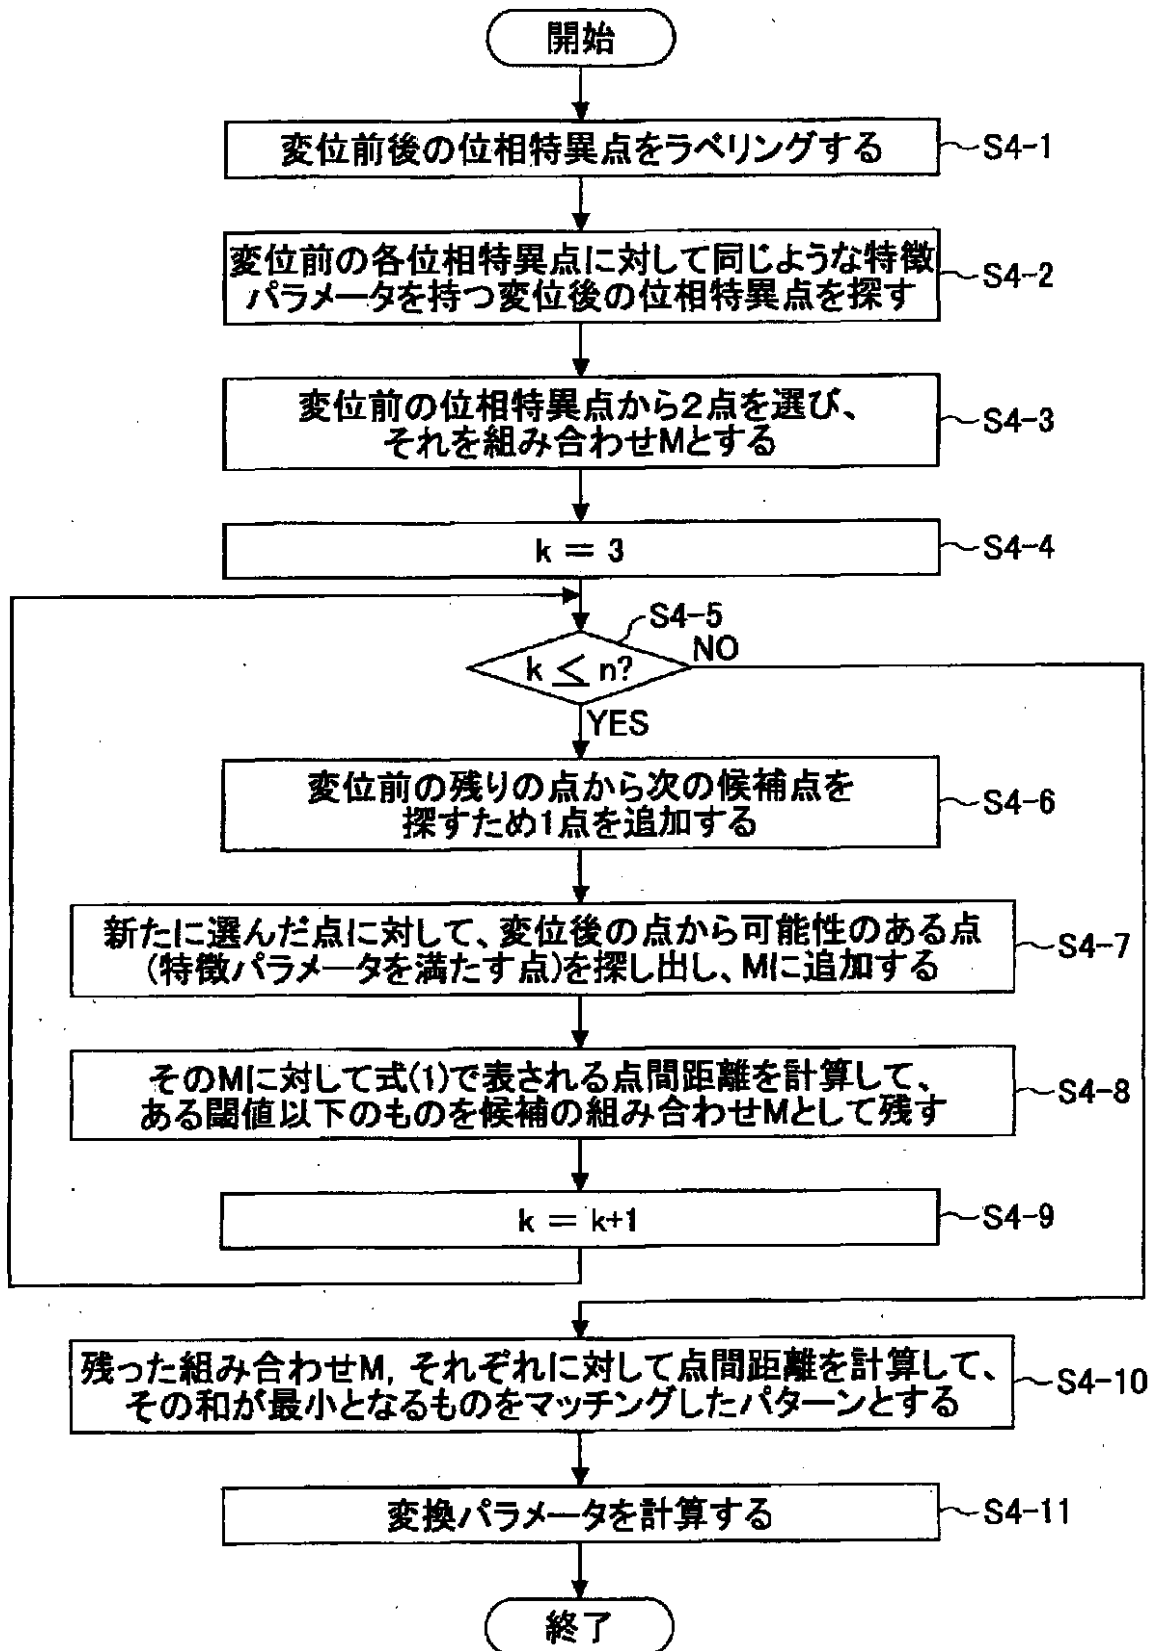 開始
変位前後の位相特異点をラベリングする
S4-1
変位前の各位相特異点に対して同じような特徴
パラメータを持つ変位後の位相特異点を探す
S4-2
変位前の位相特異点から2点を選び、
それを組み合わせMとする
S4-3
k = 3
S4-4
S4-5
k ≦ n?
NO
YES
変位前の残りの点から次の候補点を
探すため1点を追加する
S4-6
新たに選んだ点に対して、変位後の点から可能性のある点
(特徴パラメータを満たす点)を探し出し、Mに追加する
S4-7
そのMに対して式(1)で表される点間距離を計算して、
ある閾値以下のものを候補の組み合わせMとして残す
S4-8
k = k+1
S4-9
残った組み合わせM, それぞれに対して点間距離を計算して、
その和が最小となるものをマッチングしたパターンとする
S4-10
変換パラメータを計算する
S4-11
終了